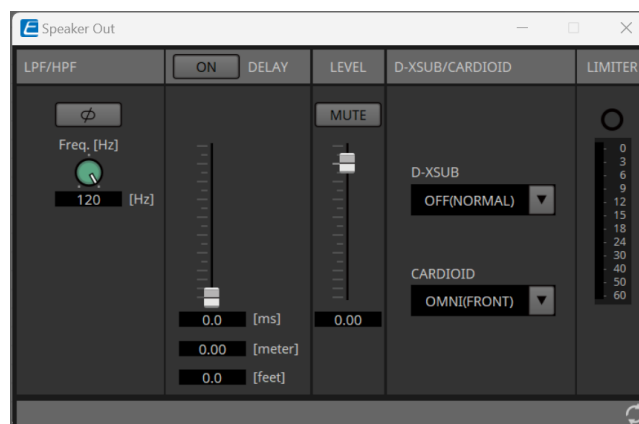 Speaker Out
LPF/HPF
ON DELAY
LEVEL
D-XSUB/CARDIOID
LIMITER
Ø
Freq. [Hz]
120 [Hz]
0.0 [ms]
0.00 [meter]
0.0 [feet]
MUTE
0.00
D-XSUB
OFF(NORMAL)
CARDIOID
OMNI(FRONT)
0
3
6
9
12
15
18
24
30
40
50
60